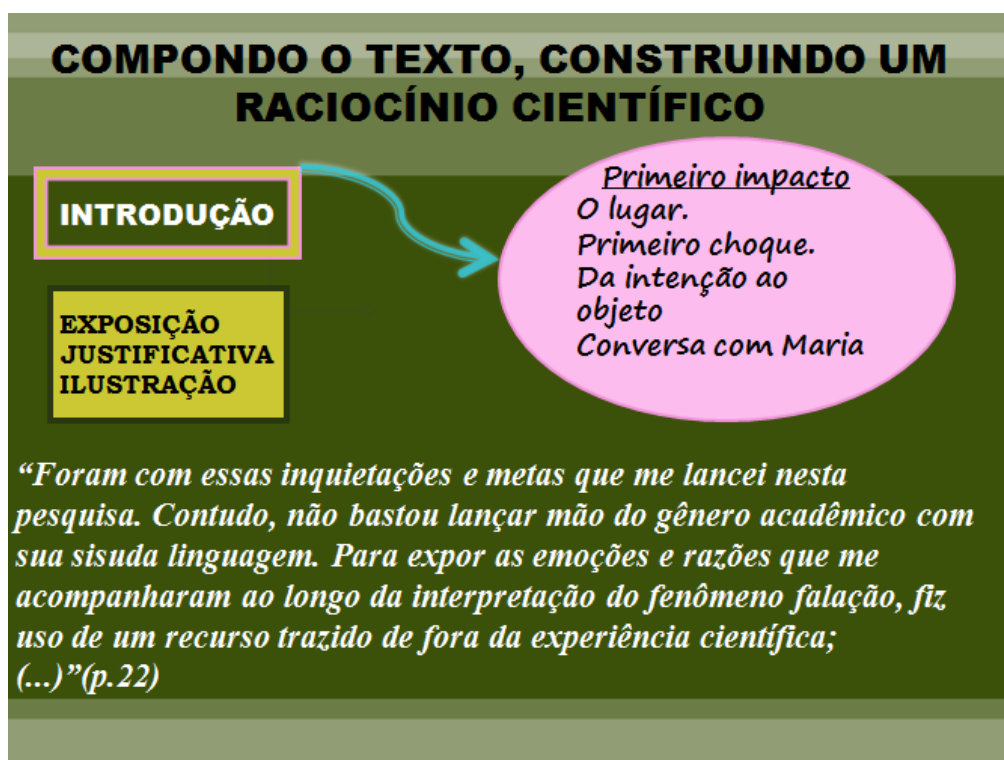 COMPONDO O TEXTO, CONSTRUINDO UM
RACIOCÍNIO CIENTÍFICO
INTRODUÇÃO
EXPOSIÇÃO
JUSTIFICATIVA
ILUSTRAÇÃO
Primeiro impacto
O lugar.
Primeiro choque.
Da intenção ao
objeto
Conversa com Maria
“Foram com essas inquietações e metas que me lancei nesta
pesquisa. Contudo, não bastou lançar mão do gênero acadêmico com
sua sisuda linguagem. Para expor as emoções e razões que me
acompanharam ao longo da interpretação do fenômeno falação, fiz
uso de um recurso trazido de fora da experiência científica;
(...)”(p.22)